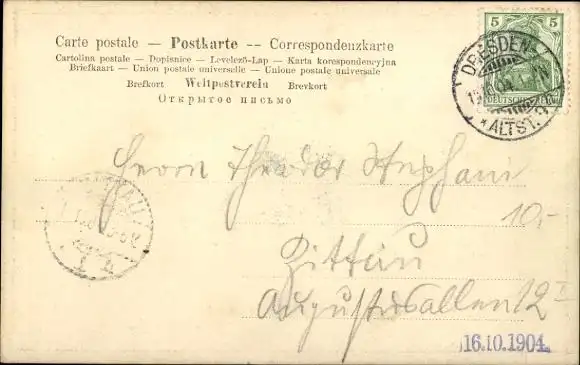 Carte postale — Postkarte -- Correspondenzkarte
Cartolina postale — Dopisnice — Levelező-Lap — Karta korespondencyjna
Briefkaart — Union postale universelle — Unione postale universale
Brefkort Weltpostverein Brevkort
Открытое письмо
5 5
DEUTSCHES REICH
DRESDEN
* ALTST.
Herrn Theodor Stephani
10,-
Zittau
Augustusallee 12 I
16.10.1904.